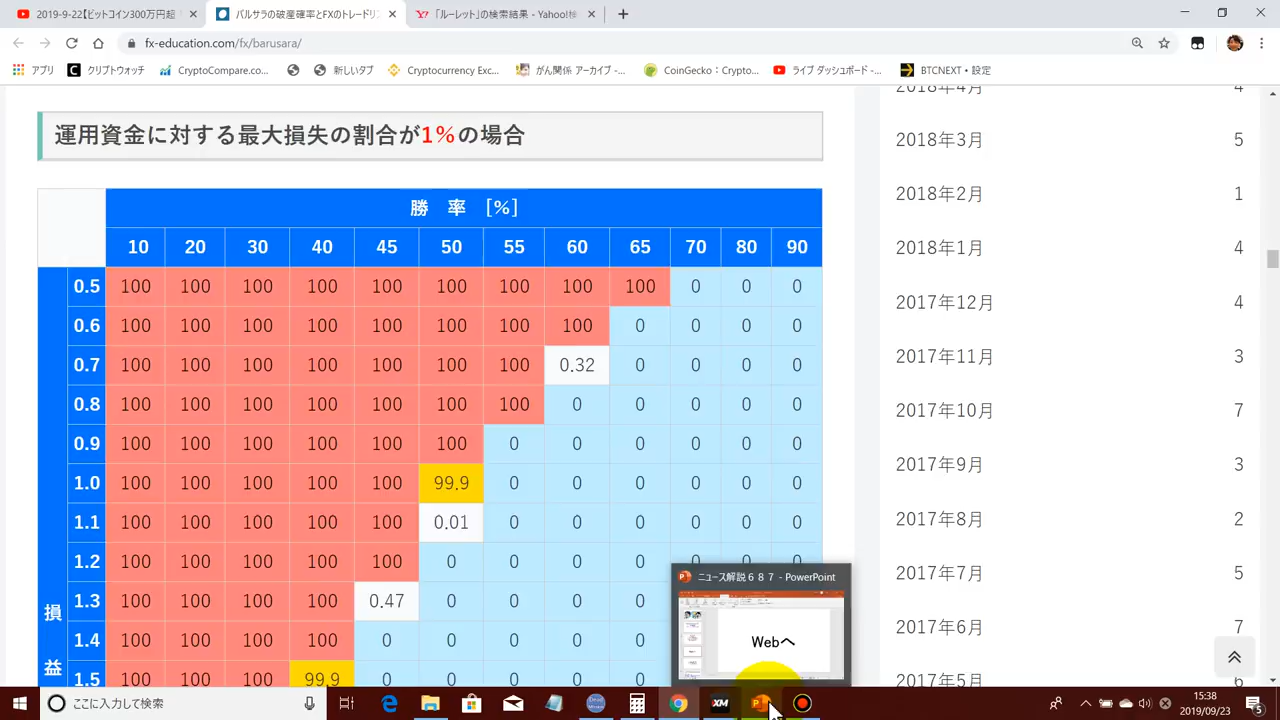 2019-9-22【ビットコイン300万円超
バルサラの破産確率とFXのトレードリス
「ルーレット」の検索結果 - Yahoo!検
fx-education.com/fx/barusara/
アプリ
クリプトウォッチ
CryptoCompare.co...
新しいタブ
Cryptocurrency Exc...
がん関係 アーカイブ -...
CoinGecko：Crypto...
ライブ ダッシュボード -...
BTCNEXT・設定
運用資金に対する最大損失の割合が1%の場合
勝 率 [%]
10 20 30 40 45 50 55 60 65 70 80 90
0.5 100 100 100 100 100 100 100 100 100 0 0 0
0.6 100 100 100 100 100 100 100 100 0 0 0 0
0.7 100 100 100 100 100 100 100 0.32 0 0 0 0
0.8 100 100 100 100 100 100 100 0 0 0 0 0
0.9 100 100 100 100 100 100 0 0 0 0 0 0
1.0 100 100 100 100 100 99.9 0 0 0 0 0 0
1.1 100 100 100 100 100 0.01 0 0 0 0 0 0
1.2 100 100 100 100 100 0 0 0 0 0 0 0
1.3 100 100 100 100 0.47 0 0 0 0
1.4 100 100 100 100 0 0 0 0 0
1.5 100 100 100 99.9 0 0 0 0 0
損
益
2018年4月 4
2018年3月 5
2018年2月 1
2018年1月 4
2017年12月 4
2017年11月 3
2017年10月 7
2017年9月 3
2017年8月 2
2017年7月 5
2017年6月 7
2017年5月 6
ニュース解説６８７ - PowerPoint
Webへ
ここに入力して検索
XM
15:38
2019/09/23
5